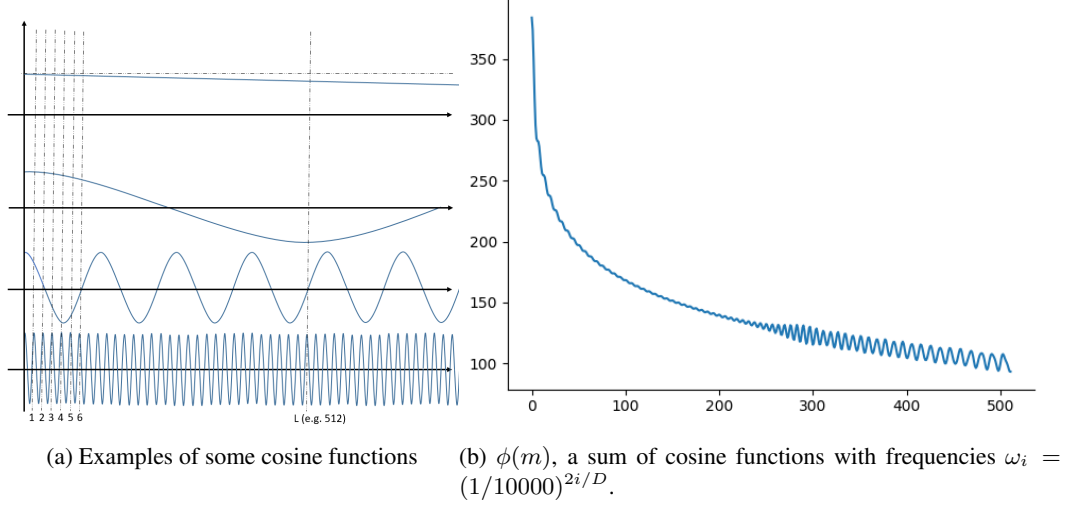 1 2 3 4 5 6
L (e.g. 512)
350
300
250
200
150
100
0 100 200 300 400 500
(a) Examples of some cosine functions
(b) ϕ(m), a sum of cosine functions with frequencies ω_i =
(1/10000)^{2i/D}.